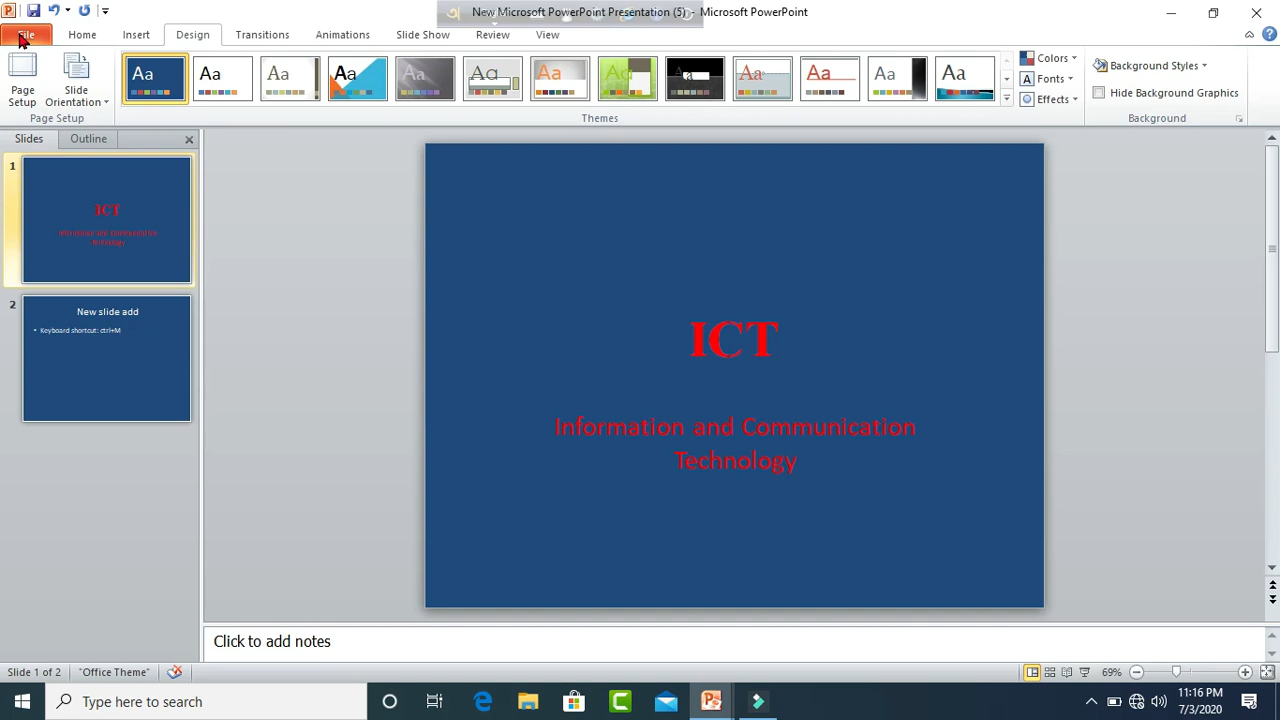 New Microsoft PowerPoint Presentation (5) - Microsoft PowerPoint
File Home Insert Design Transitions Animations Slide Show Review View
Page Setup
Slide Orientation
Page Setup
Aa Aa Aa Aa Aa Aa Aa Aa Aa Aa Aa Aa Aa
Themes
Colors
Fonts
Effects
Background Styles
Hide Background Graphics
Background
Slides Outline
1
ICT
Information and Communication
Technology
2
New slide add
• Keyboard shortcut: ctrl+M
ICT
Information and Communication
Technology
Click to add notes
Slide 1 of 2 "Office Theme" 69%
Type here to search
11:16 PM
7/3/2020